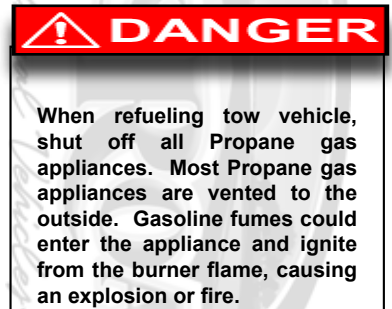 DANGER
When refueling tow vehicle,
shut off all Propane gas
appliances. Most Propane gas
appliances are vented to the
outside. Gasoline fumes could
enter the appliance and ignite
from the burner flame, causing
an explosion or fire.